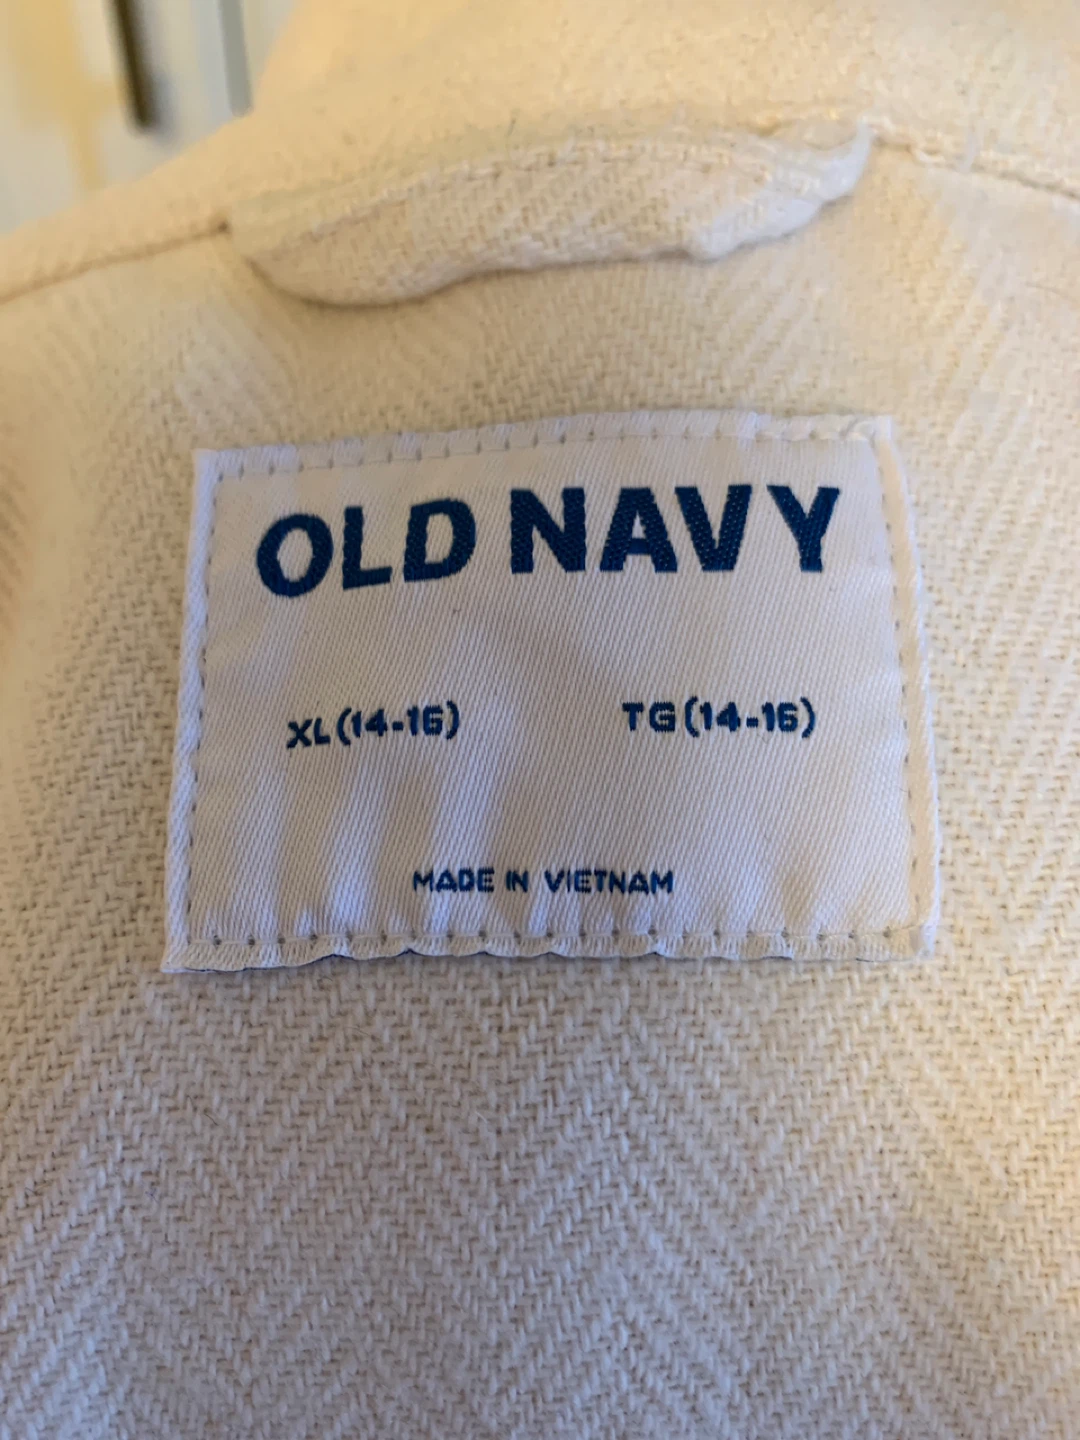 OLD NAVY
XL (14-16) TG (14-16)
MADE IN VIETNAM